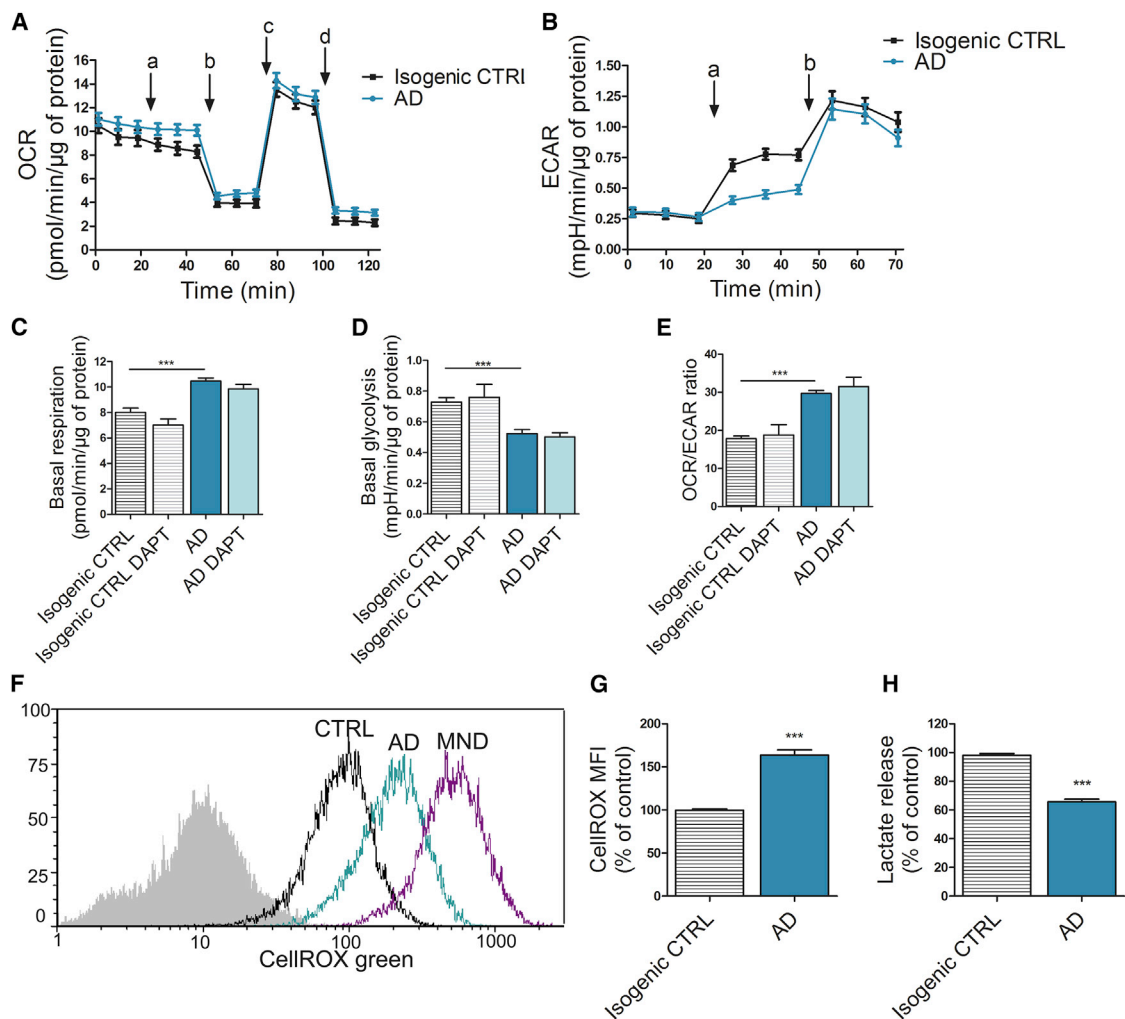 A
a
b
c
d
Isogenic CTRL
AD
16
14
12
10
8
6
4
2
0
OCR
(pmol/min/µg of protein)
0
20
40
60
80
100
120
Time (min)
B
a
b
Isogenic CTRL
AD
1.50
1.25
1.00
0.75
0.50
0.25
0.00
ECAR
(mpH/min/µg of protein)
0
10
20
30
40
50
60
70
Time (min)
C
***
12
10
8
6
4
2
0
Basal respiration
(pmol/min/µg of protein)
Isogenic CTRL
Isogenic CTRL DAPT
AD
AD DAPT
D
***
1.0
0.8
0.6
0.4
0.2
0.0
Basal glycolysis
(mpH/min/µg of protein)
Isogenic CTRL
Isogenic CTRL DAPT
AD
AD DAPT
E
***
40
30
20
10
0
OCR/ECAR ratio
Isogenic CTRL
Isogenic CTRL DAPT
AD
AD DAPT
F
100
75
50
25
0
CTRL
AD
MND
1
10
100
1000
CellROX green
G
***
200
150
100
50
0
CellROX MFI
(% of control)
Isogenic CTRL
AD
H
***
120
100
80
60
40
20
0
Lactate release
(% of control)
Isogenic CTRL
AD